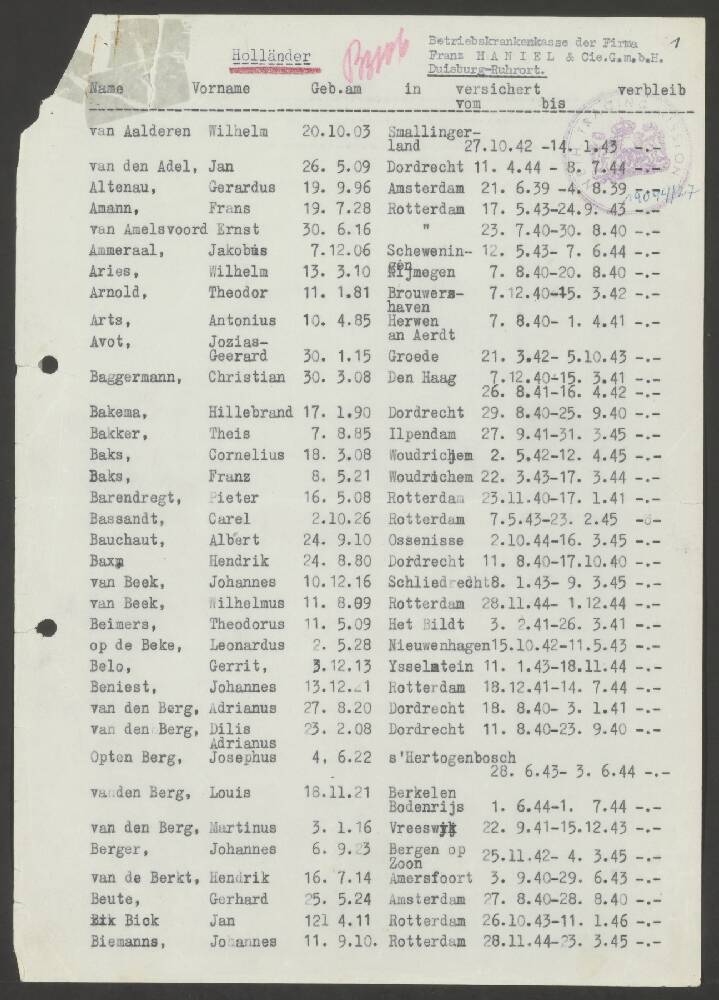 Holländer
Betriebskrankenkasse der Firma 1
Franz H A N I E L & Cie.G.m.b.H.
Duisburg-Ruhrort.
Name Vorname Geb.am in versichert verbleib
vom bis
van Aalderen Wilhelm 20.10.03 Smallinger-
land 27.10.42 -14. 1.43 -.-
van den Adel, Jan 26. 5.09 Dordrecht 11. 4.44 - 8. 7.44 -.-
Altenau, Gerardus 19. 9.96 Amsterdam 21. 6.39 -4. 8.39 -.-
Amann, Frans 19. 7.28 Rotterdam 17. 5.43-24.9. 43 -.-
van Amelsvoord Ernst 30. 6.16 " 23. 7.40-30. 8.40 -.-
Ammeraal, Jakobus 7.12.06 Schewenin- 12. 5.43- 7. 6.44 -.-
gen
Aries, Wilhelm 13. 3.10 Nijmegen 7. 8.40-20. 8.40 -.-
Arnold, Theodor 11. 1.81 Brouwers- 7.12.40-15. 3.42 -.-
haven
Arts, Antonius 10. 4.85 Herwen 7. 8.40- 1. 4.41 -.-
an Aerdt
Avot, Jozias-
Geerard 30. 1.15 Groede 21. 3.42- 5.10.43 -.-
Baggermann, Christian 30. 3.08 Den Haag 7.12.40-15. 3.41 -.-
26. 8.41-16. 4.42 -.-
Bakema, Hillebrand 17. 1.90 Dordrecht 29. 8.40-25. 9.40 -.-
Bakker, Theis 7. 8.85 Ilpendam 27. 9.41-31. 3.45 -.-
Baks, Cornelius 18. 3.08 Woudrichem 2. 5.42-12. 4.45 -.-
Baks, Franz 8. 5.21 Woudrichem 22. 3.43-17. 3.44 -.-
Barendregt, Pieter 16. 5.08 Rotterdam 23.11.40-17. 1.41 -.-
Bassandt, Carel 2.10.26 Rotterdam 7.5.43-23. 2.45
Bauchaut, Albert 24. 9.10 Ossenisse 2.10.44-16. 3.45 -.-
Hendrik 24. 8.80 Dordrecht 11. 8.40-17.10.40 -.-
van Beek, Johannes 10.12.16 Schliedrecht8. 1.43- 9. 3.45 -.-
van Beek, Wilhelmus 11. 8.09 Rotterdam 28.11.44- 1.12.44 -.-
Beimers, Theodorus 11. 5.09 Het Bildt 3. 2.41-26. 3.41 -.-
op de Beke, Leonardus 2. 5.28 Nieuwenhagen15.10.42-11.5.43 -.-
Belo, Gerrit, 3.12.13 Ysselstein 11. 1.43-18.11.44 -.-
Beniest, Johannes Rotterdam 18.12.41-14. 7.44 -.-
van den Berg, Adrianus 27. 8.20 Dordrecht 18. 8.40- 3. 1.41 -.-
van den Berg, Dilis 23. 2.08 Dordrecht 11. 8.40-23. 9.40 -.-
Adrianus
Opten Berg, Josephus 4, 6.22 s'Hertogenbosch
28. 6.43- 3. 6.44 -.-
van den Berg, Louis 18.11.21 Berkelen
Bodenrijs 1. 6.44-1. 7.44 -.-
van den Berg, Martinus 3. 1.16 Vreeswijk 22. 9.41-15.12.43 -.-
Berger, Johannes 6. 9.23 Bergen op
Zoon 25.11.42- 4. 3.45 -.-
van de Berkt, Hendrik 16. 7.14 Amersfoort 3. 9.40-29. 6.43 -.-
Beute, Gerhard 25. 5.24 Amsterdam 27. 8.40-28. 8.40 -.-
Bick Jan 121 4.11 Rotterdam 26.10.43-11. 1.46 -.-
Biemanns, Johannes 11. 9.10. Rotterdam 28.11.44-23. 3.45 -.-